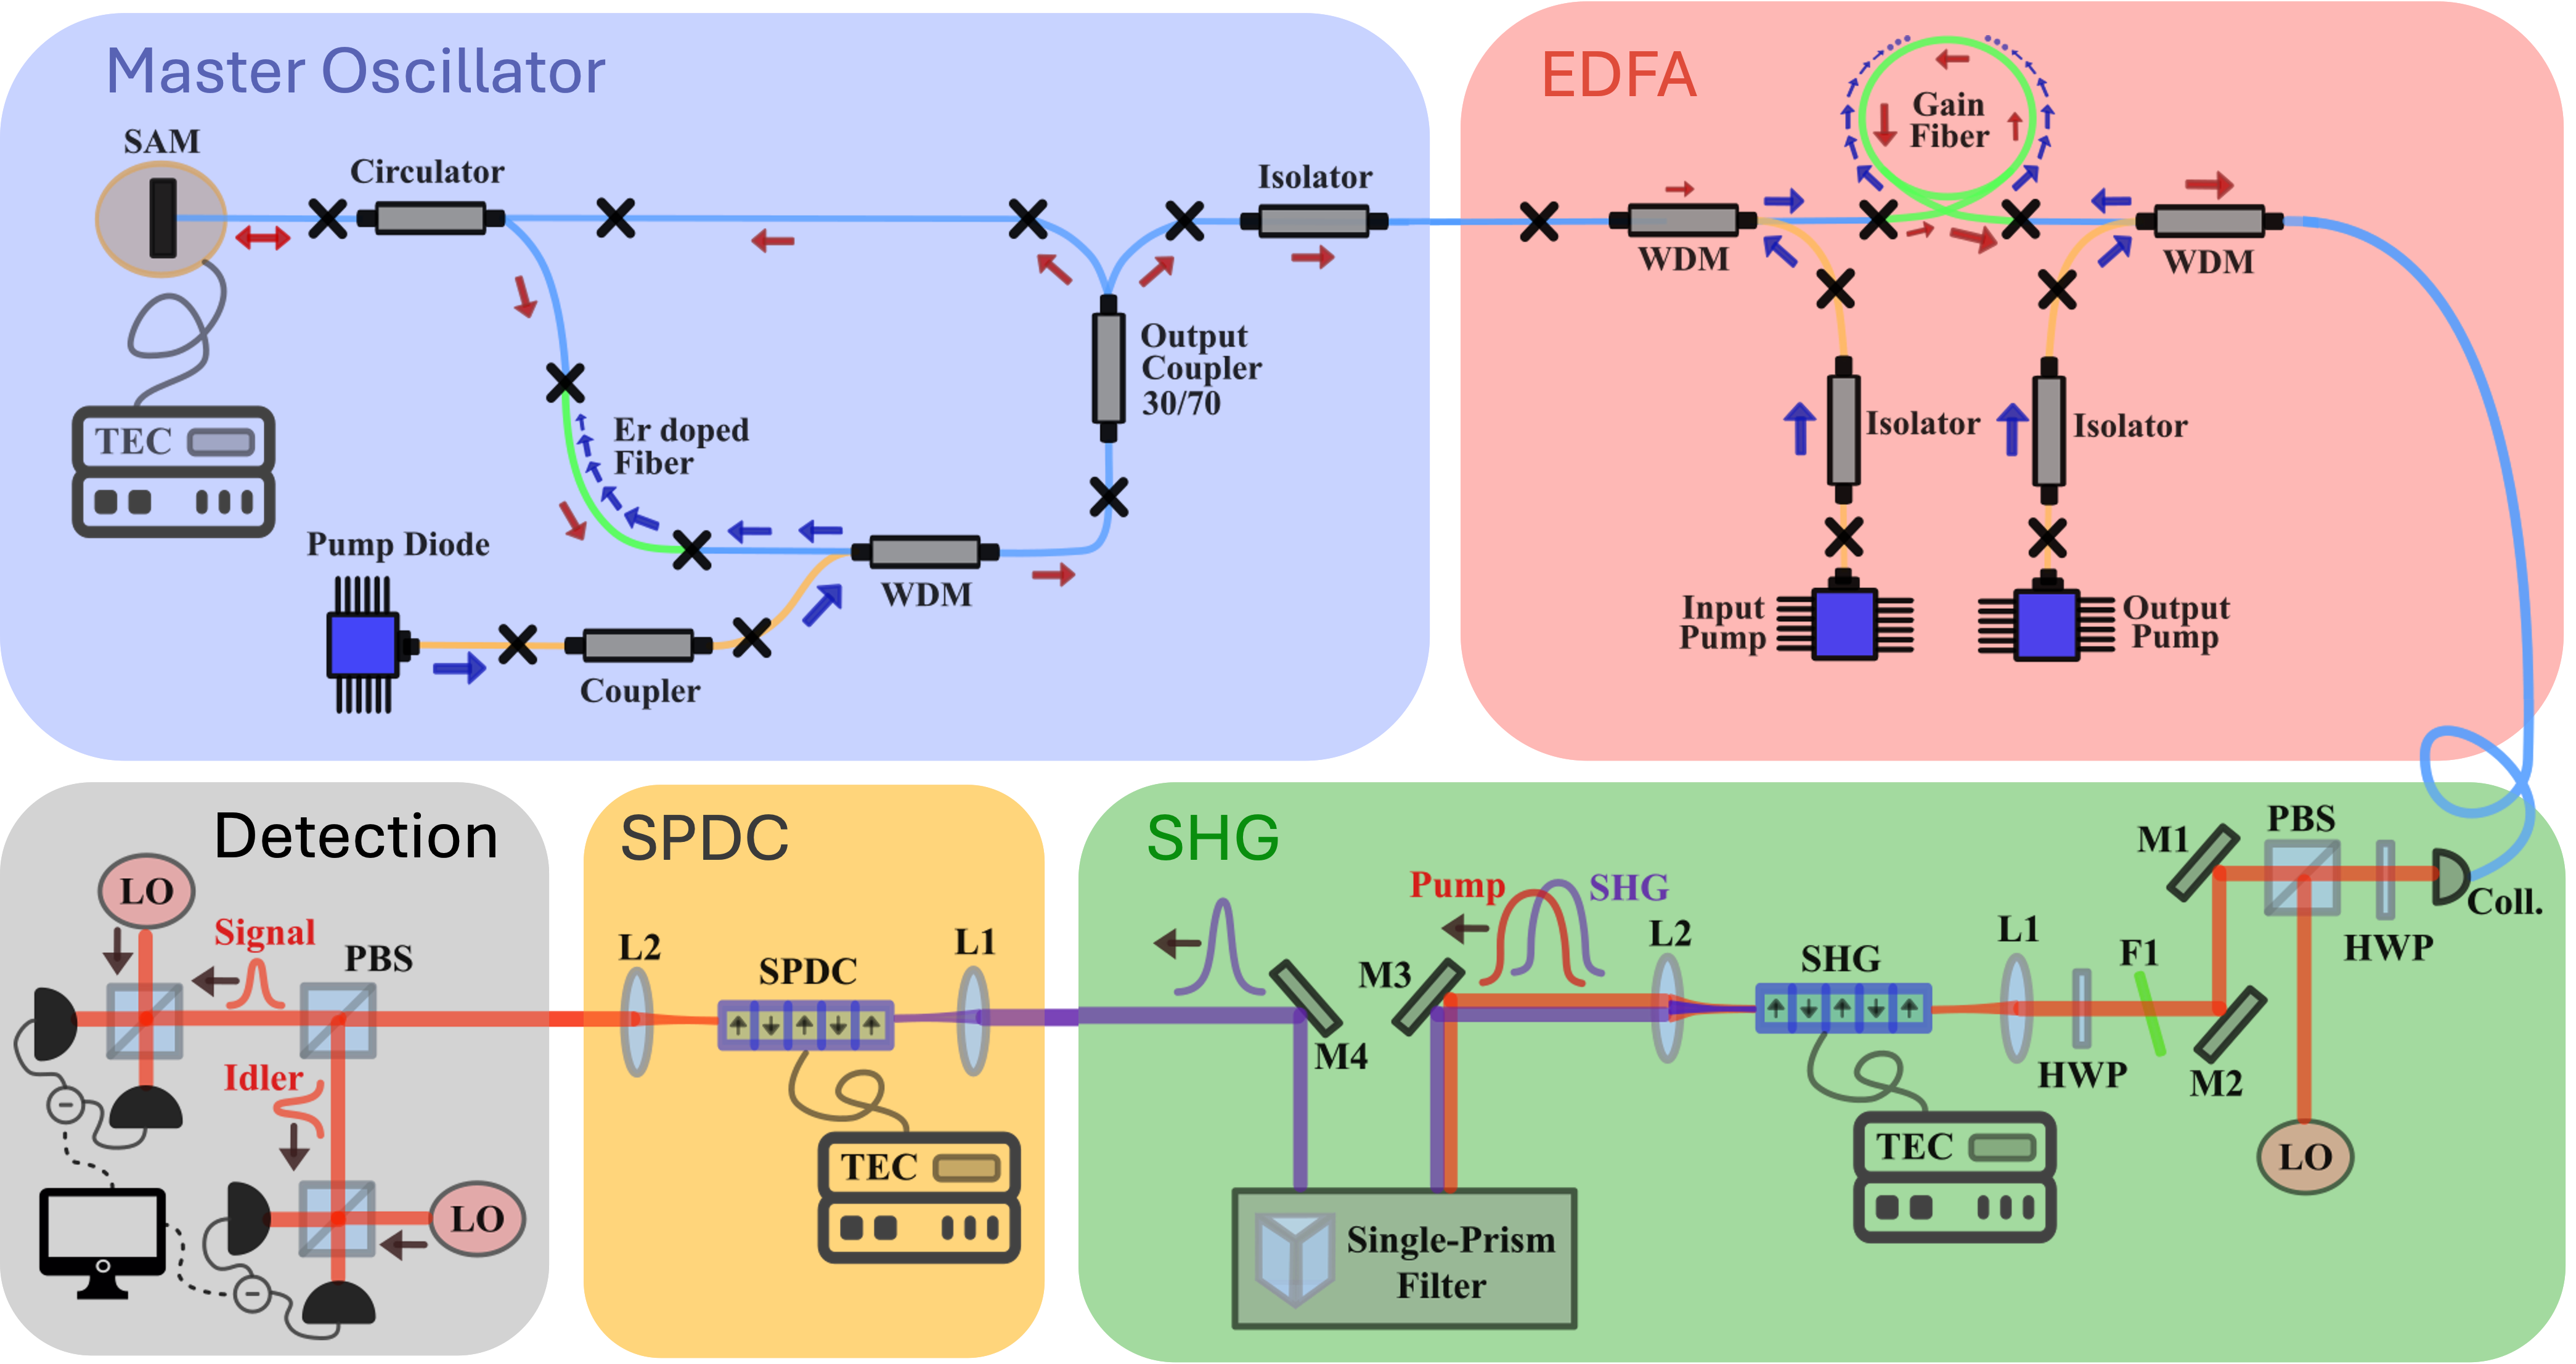 Master Oscillator
SAM
Circulator
Isolator
TEC
Er doped
Fiber
Output
Coupler
30/70
Pump Diode
WDM
Coupler
EDFA
Gain
Fiber
WDM
WDM
Isolator
Isolator
Input
Pump
Output
Pump
Detection
LO
Signal
PBS
Idler
LO
−
−
SPDC
L2
SPDC
L1
TEC
SHG
Pump
SHG
M4
M3
L2
SHG
L1
HWP
F1
M1
M2
PBS
HWP
Coll.
LO
TEC
Single-Prism
Filter